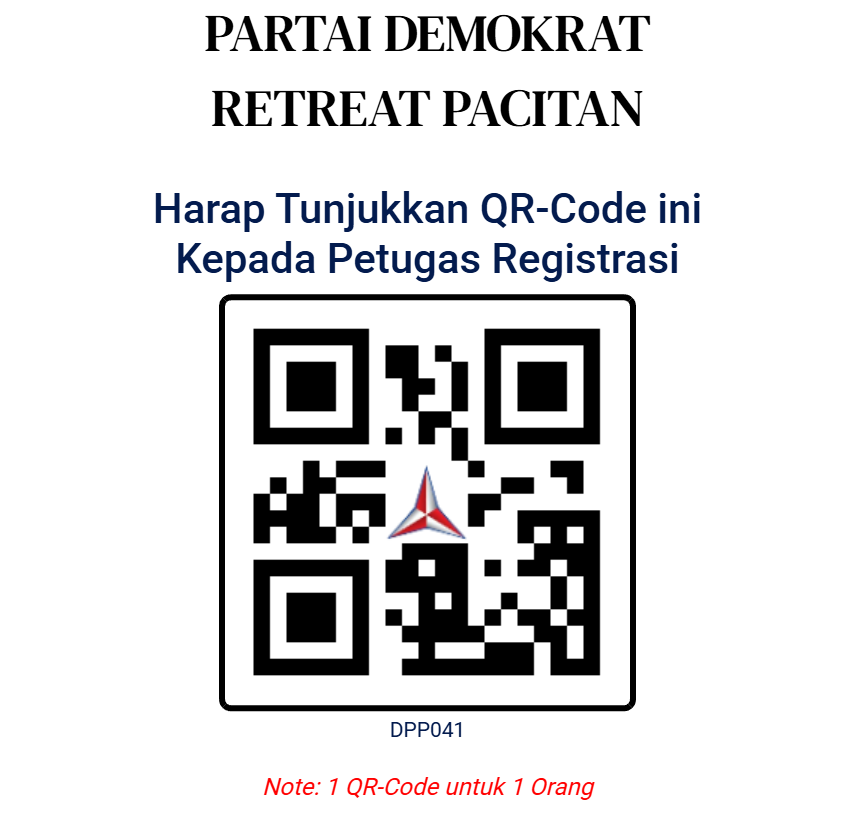 PARTAI DEMOKRAT
RETREAT PACITAN
Harap Tunjukkan QR-Code ini
Kepada Petugas Registrasi
DPP041
Note: 1 QR-Code untuk 1 Orang